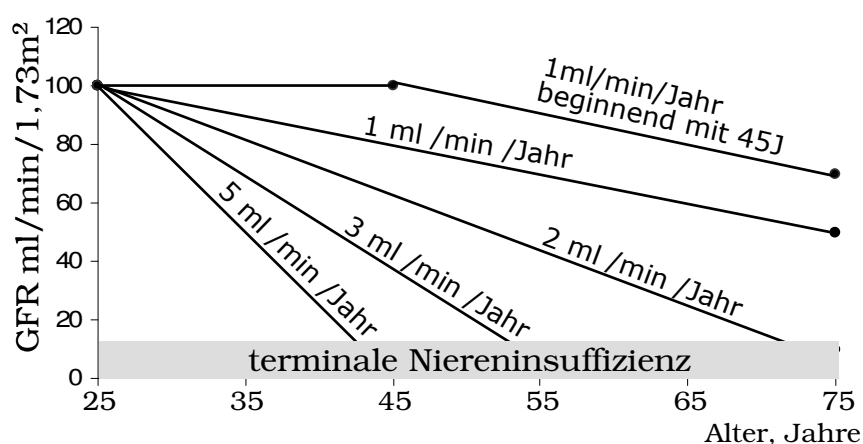 GFR ml/min/1,73m²
120
100
80
60
40
20
0
1ml/min/Jahr
beginnend mit 45J
1 ml /min /Jahr
2 ml /min /Jahr
3 ml /min /Jahr
5 ml /min /Jahr
terminale Niereninsuffizienz
25 35 45 55 65 75
Alter, Jahre